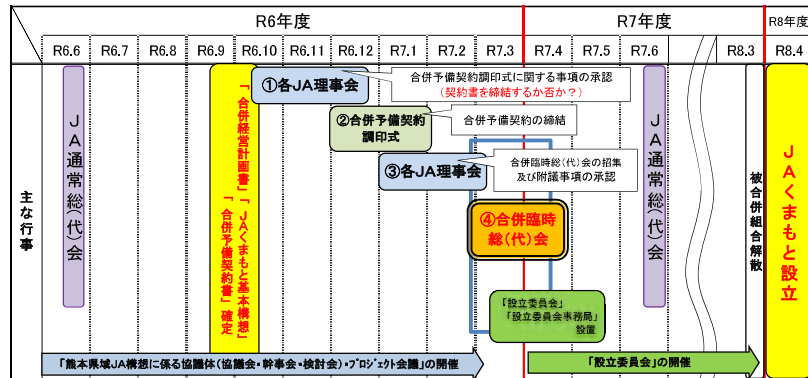 R6年度
R7年度
R8年度
R6.6
R6.7
R6.8
R6.9
R6.10
R6.11
R6.12
R7.1
R7.2
R7.3
R7.4
R7.5
R7.6
R8.3
R8.4
主な行事
JA通常総(代)会
「合併経営計画書」「JAくまもと基本構想」
「合併予備契約書」確定
①各JA理事会
合併予備契約調印式に関する事項の承認
(契約書を締結するか否か?)
②合併予備契約
調印式
合併予備契約の締結
③各JA理事会
合併臨時総(代)会の招集
及び附議事項の承認
④合併臨時
総(代)会
「設立委員会」
「設立委員会事務局」
設置
JA通常総(代)会
被合併組合解散
JAくまもと設立
「熊本県域JA構想に係る協議体(協議会・幹事会・検討会)・プロジェクト会議」の開催
「設立委員会」の開催